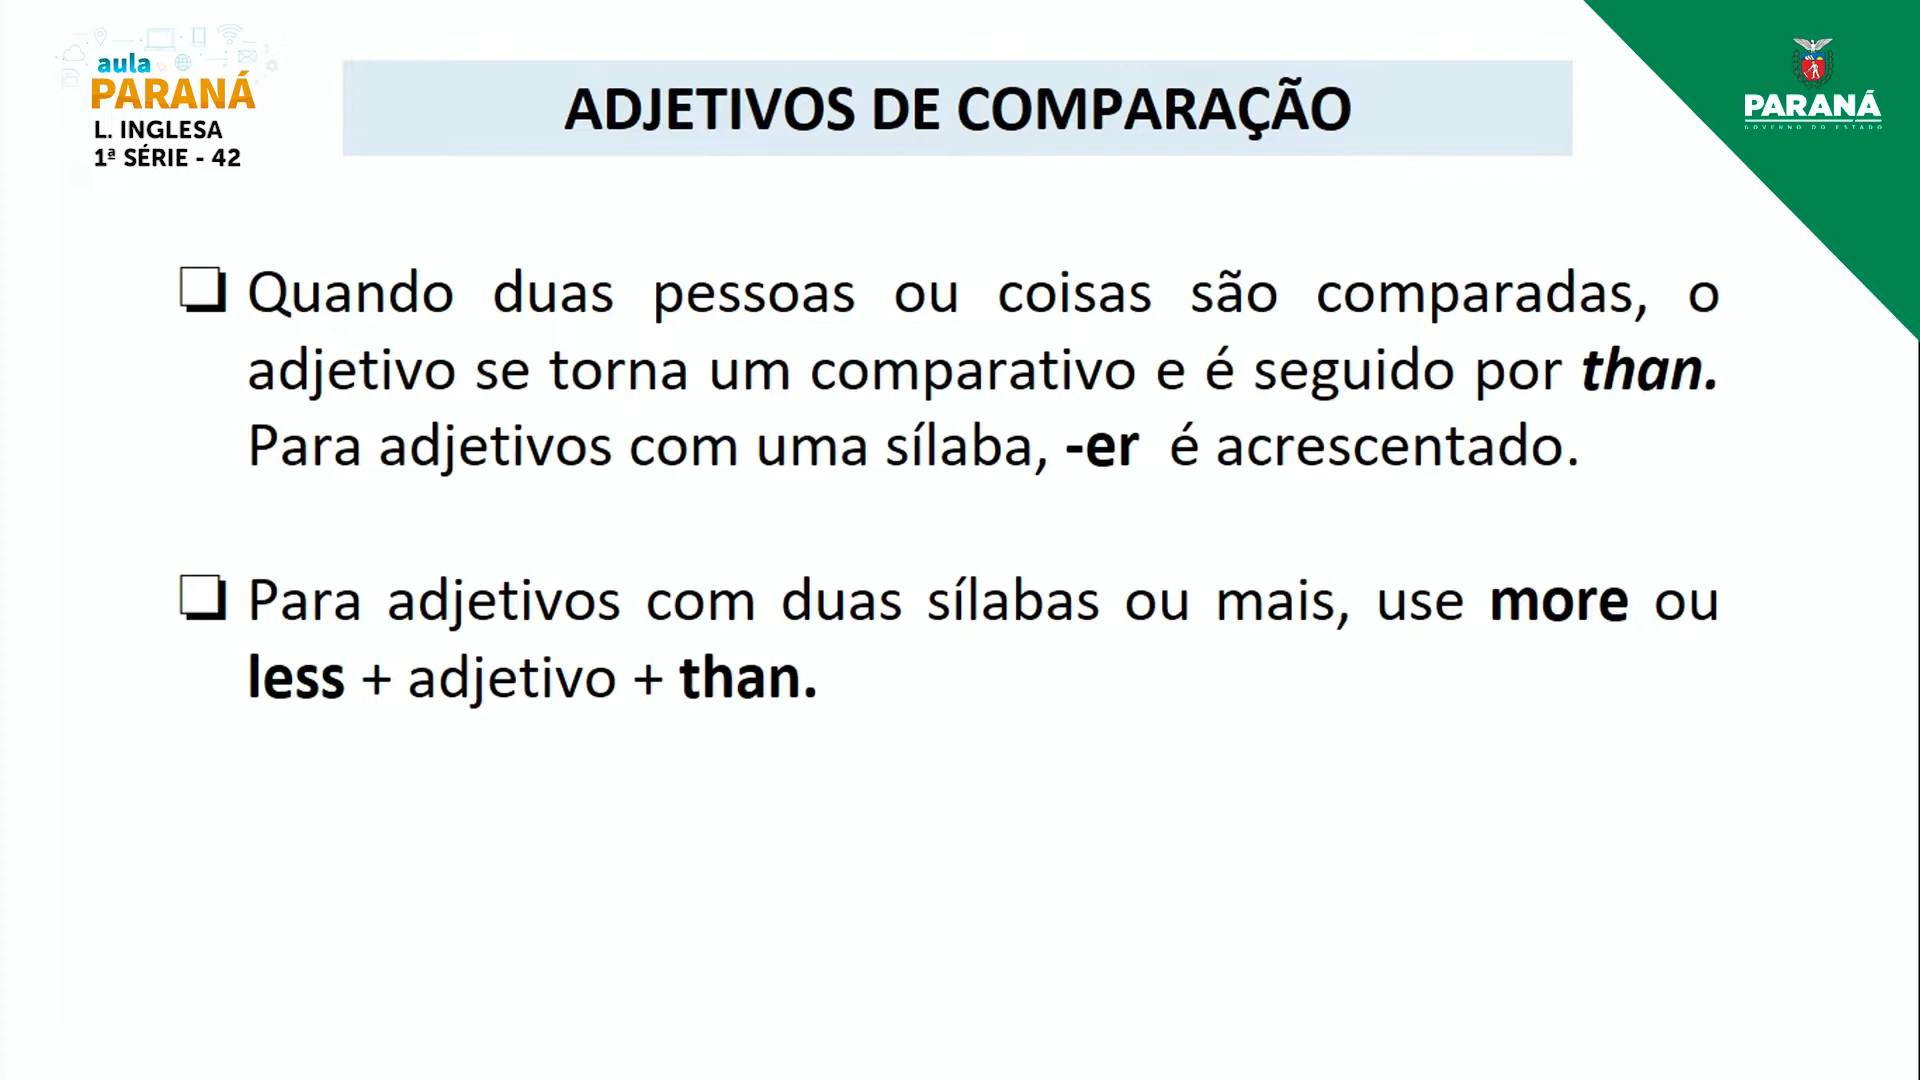 aula
PARANÁ
L. INGLESA
1ª SÉRIE - 42
ADJETIVOS DE COMPARAÇÃO
PARANÁ
GOVERNO DO ESTADO
Quando duas pessoas ou coisas são comparadas, o
adjetivo se torna um comparativo e é seguido por than.
Para adjetivos com uma sílaba, -er é acrescentado.
Para adjetivos com duas sílabas ou mais, use more ou
less + adjetivo + than.